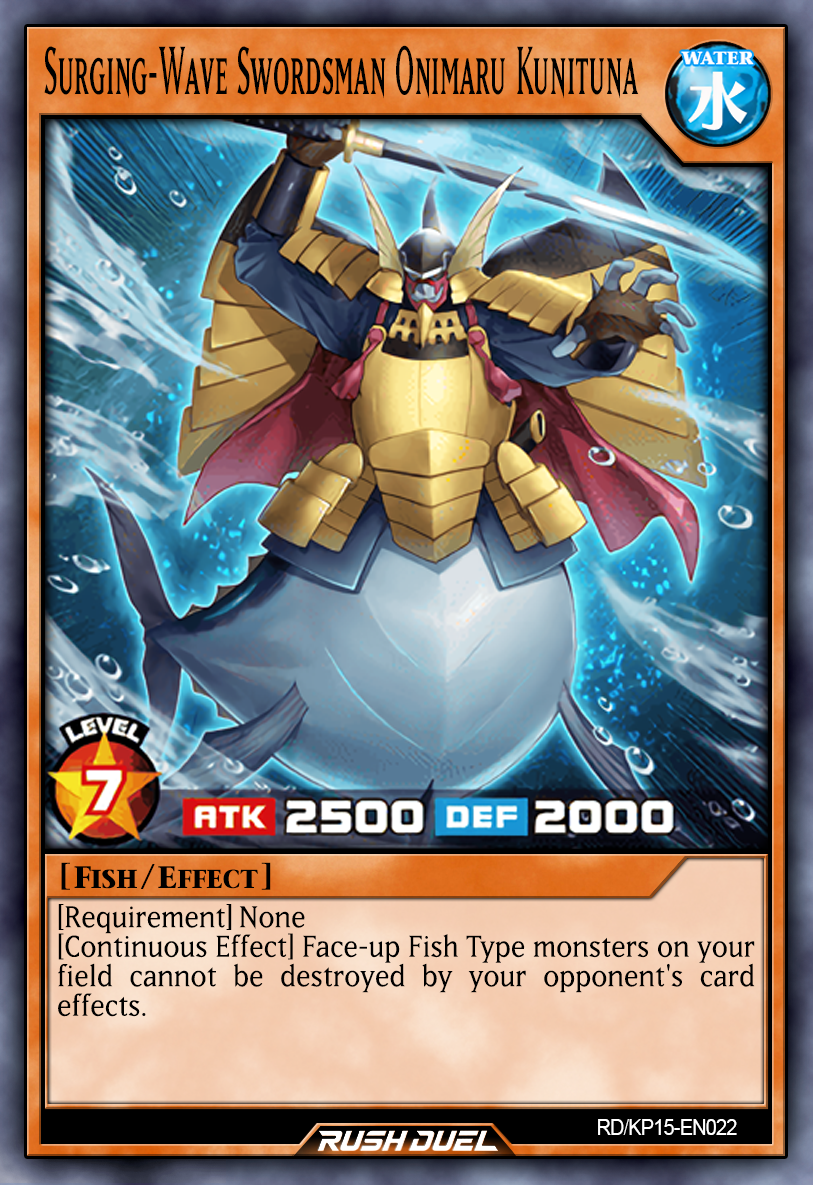 Surging-Wave Swordsman Onimaru Kunituna
WATER
水
LEVEL
7
ATK 2500 DEF 2000
[Fish/Effect]
[Requirement] None
[Continuous Effect] Face-up Fish Type monsters on your
field cannot be destroyed by your opponent's card
effects.
RD/KP15-EN022
RUSH DUEL